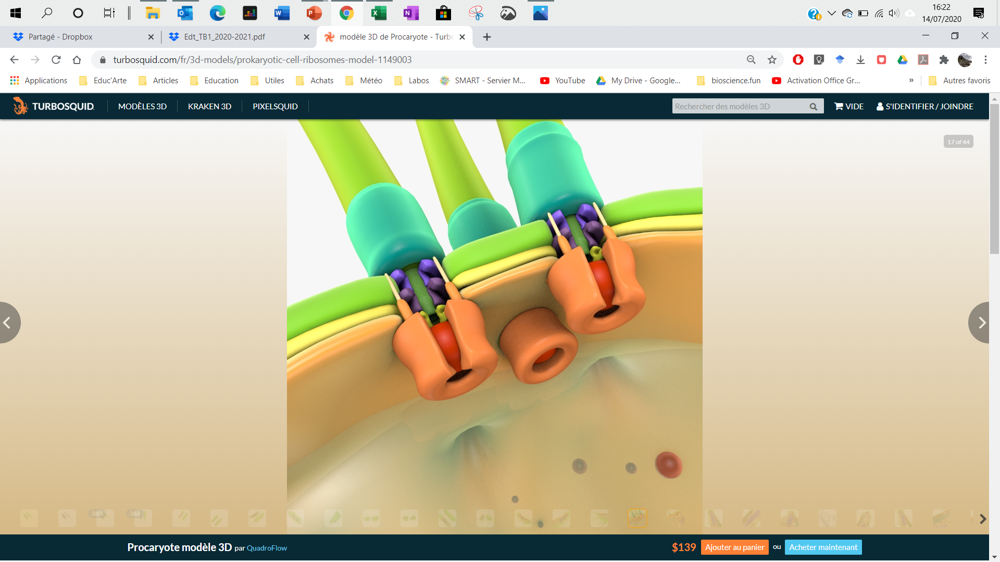 16:22
14/07/2020
Partagé - Dropbox
Edt_TB1_2020-2021.pdf
modèle 3D de Procaryote - Turb
turbosquid.com/fr/3d-models/prokaryotic-cell-ribosomes-model-1149003
Applications Educ'Arte Articles Education Utiles Achats Météo Labos SMART - Servier M... YouTube My Drive - Google... bioscience.fun Activation Office Gr... » Autres favoris
TURBOSQUID. MODÈLES 3D KRAKEN 3D PIXELSQUID Rechercher des modèles 3D VIDE S'IDENTIFIER / JOINDRE
17 of 44
360 360
Procaryote modèle 3D par QuadroFlow $139 Ajouter au panier ou Acheter maintenant